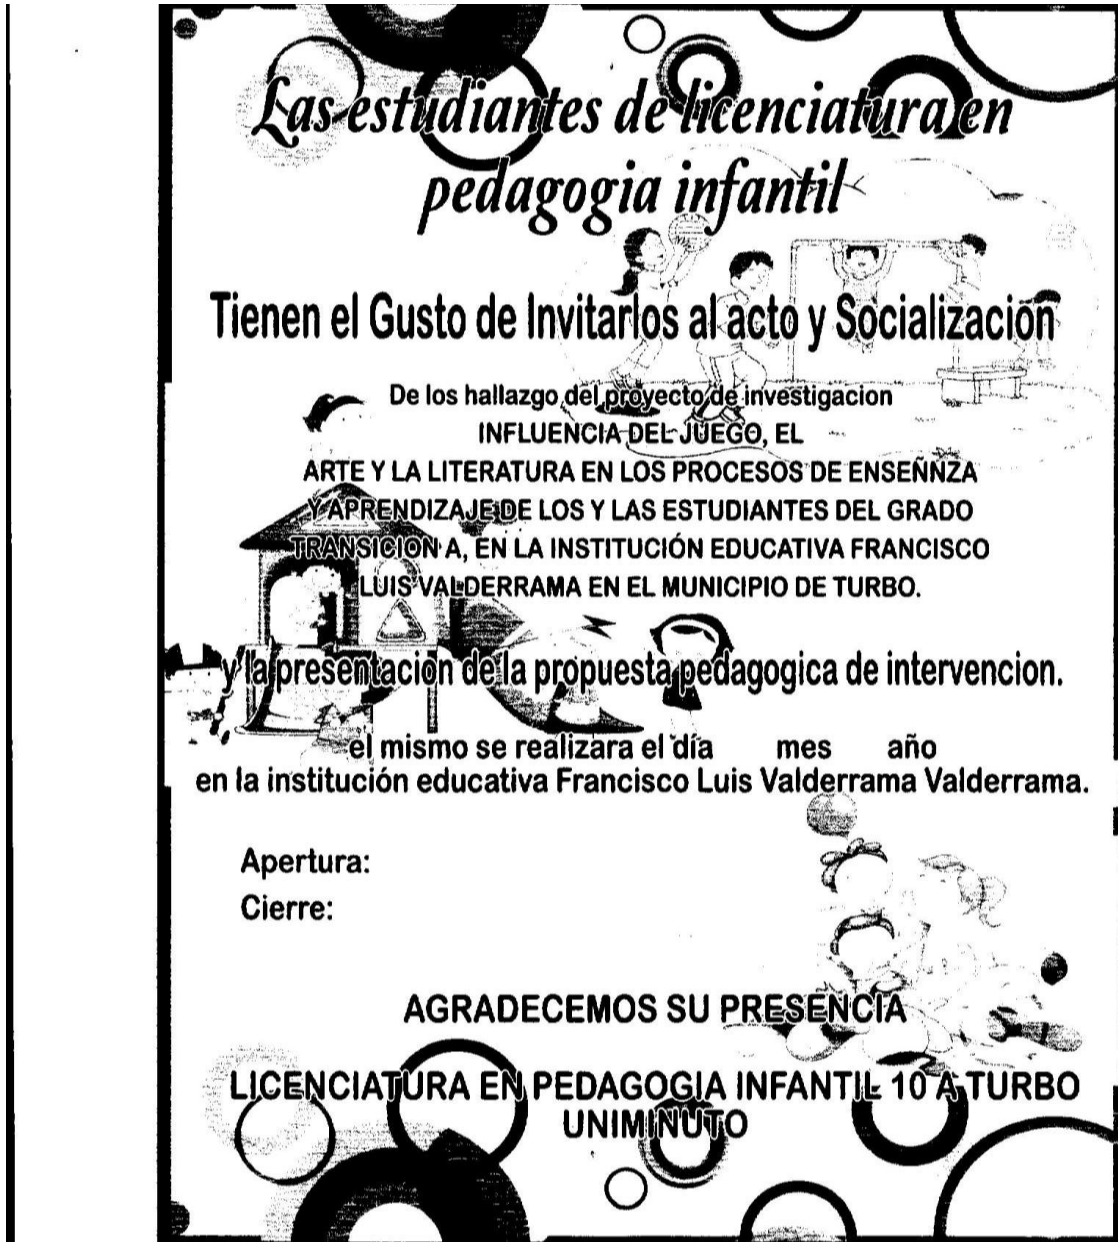 Las estudiantes de licenciatura en
pedagogia infantil
Tienen el Gusto de Invitarlos al acto y Socialización
De los hallazgo del proyecto de investigacion
INFLUENCIA DEL JUEGO, EL
ARTE Y LA LITERATURA EN LOS PROCESOS DE ENSEÑNZA
Y APRENDIZAJE DE LOS Y LAS ESTUDIANTES DEL GRADO
TRANSICION A, EN LA INSTITUCIÓN EDUCATIVA FRANCISCO
LUIS VALDERRAMA EN EL MUNICIPIO DE TURBO.
y la presentacion de la propuesta pedagogica de intervencion.
el mismo se realizara el día mes año
en la institución educativa Francisco Luis Valderrama Valderrama.
Apertura:
Cierre:
AGRADECEMOS SU PRESENCIA
LICENCIATURA EN PEDAGOGIA INFANTIL 10 A TURBO
UNIMINUTO